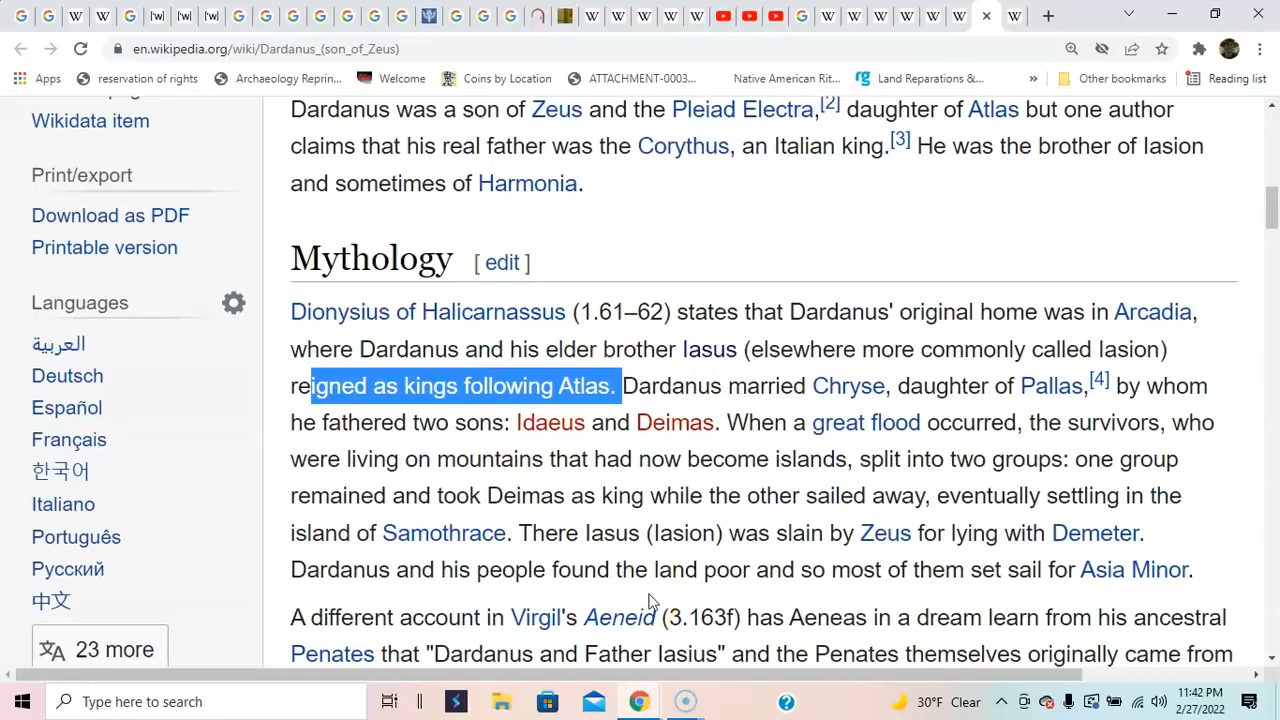 en.wikipedia.org/wiki/Dardanus_(son_of_Zeus)
Apps reservation of rights Archaeology Reprin... Welcome Coins by Location ATTACHMENT-0003... Native American Rit... Land Reparations &... » Other bookmarks Reading list
Wikidata item
Print/export
Download as PDF
Printable version
Languages
العربية
Deutsch
Español
Français
한국어
Italiano
Português
Русский
中文
23 more
Dardanus was a son of Zeus and the Pleiad Electra,[2] daughter of Atlas but one author
claims that his real father was the Corythus, an Italian king.[3] He was the brother of Iasion
and sometimes of Harmonia.
Mythology [ edit ]
Dionysius of Halicarnassus (1.61–62) states that Dardanus' original home was in Arcadia,
where Dardanus and his elder brother Iasus (elsewhere more commonly called Iasion)
reigned as kings following Atlas. Dardanus married Chryse, daughter of Pallas,[4] by whom
he fathered two sons: Idaeus and Deimas. When a great flood occurred, the survivors, who
were living on mountains that had now become islands, split into two groups: one group
remained and took Deimas as king while the other sailed away, eventually settling in the
island of Samothrace. There Iasus (Iasion) was slain by Zeus for lying with Demeter.
Dardanus and his people found the land poor and so most of them set sail for Asia Minor.
A different account in Virgil's Aeneid (3.163f) has Aeneas in a dream learn from his ancestral
Penates that "Dardanus and Father Iasius" and the Penates themselves originally came from
Type here to search
30°F Clear
11:42 PM
2/27/2022